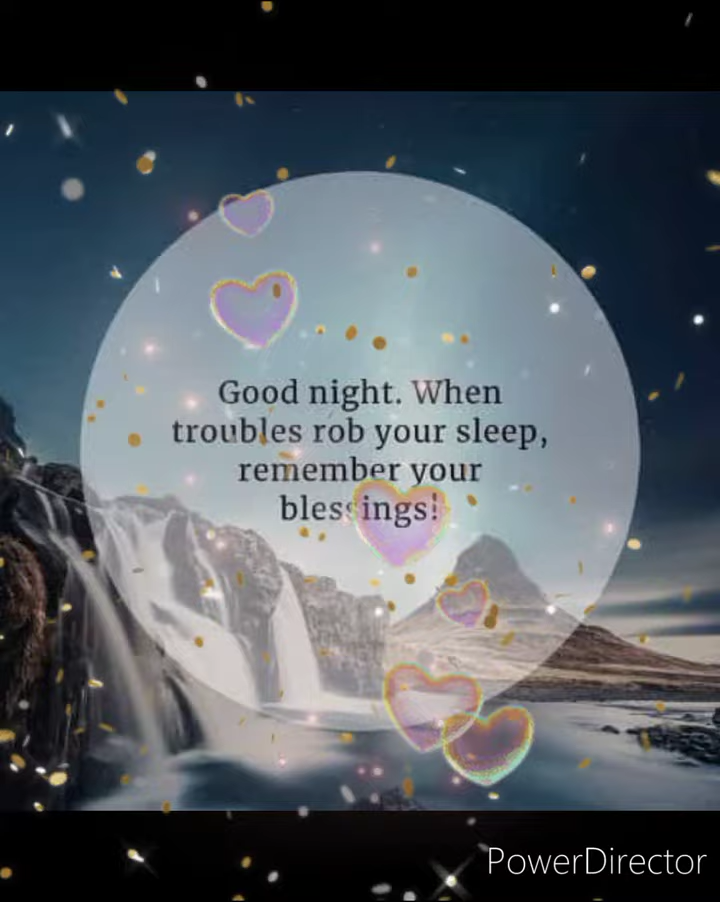 Good night. When
troubles rob your sleep,
remember your
blessings!
PowerDirector